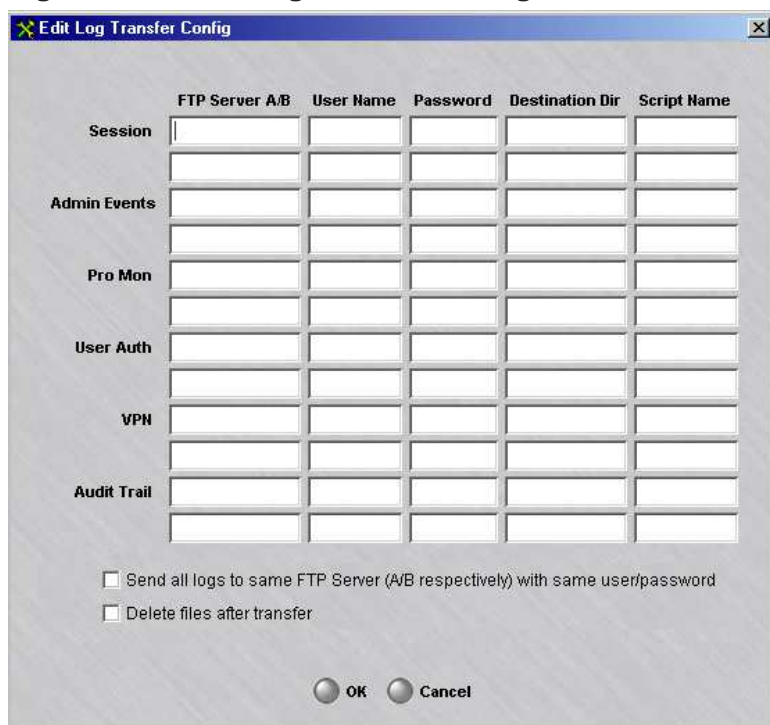 Edit Log Transfer Config
FTP Server A/B User Name Password Destination Dir Script Name
Session
Admin Events
Pro Mon
User Auth
VPN
Audit Trail
Send all logs to same FTP Server (A/B respectively) with same user/password
Delete files after transfer
OK Cancel